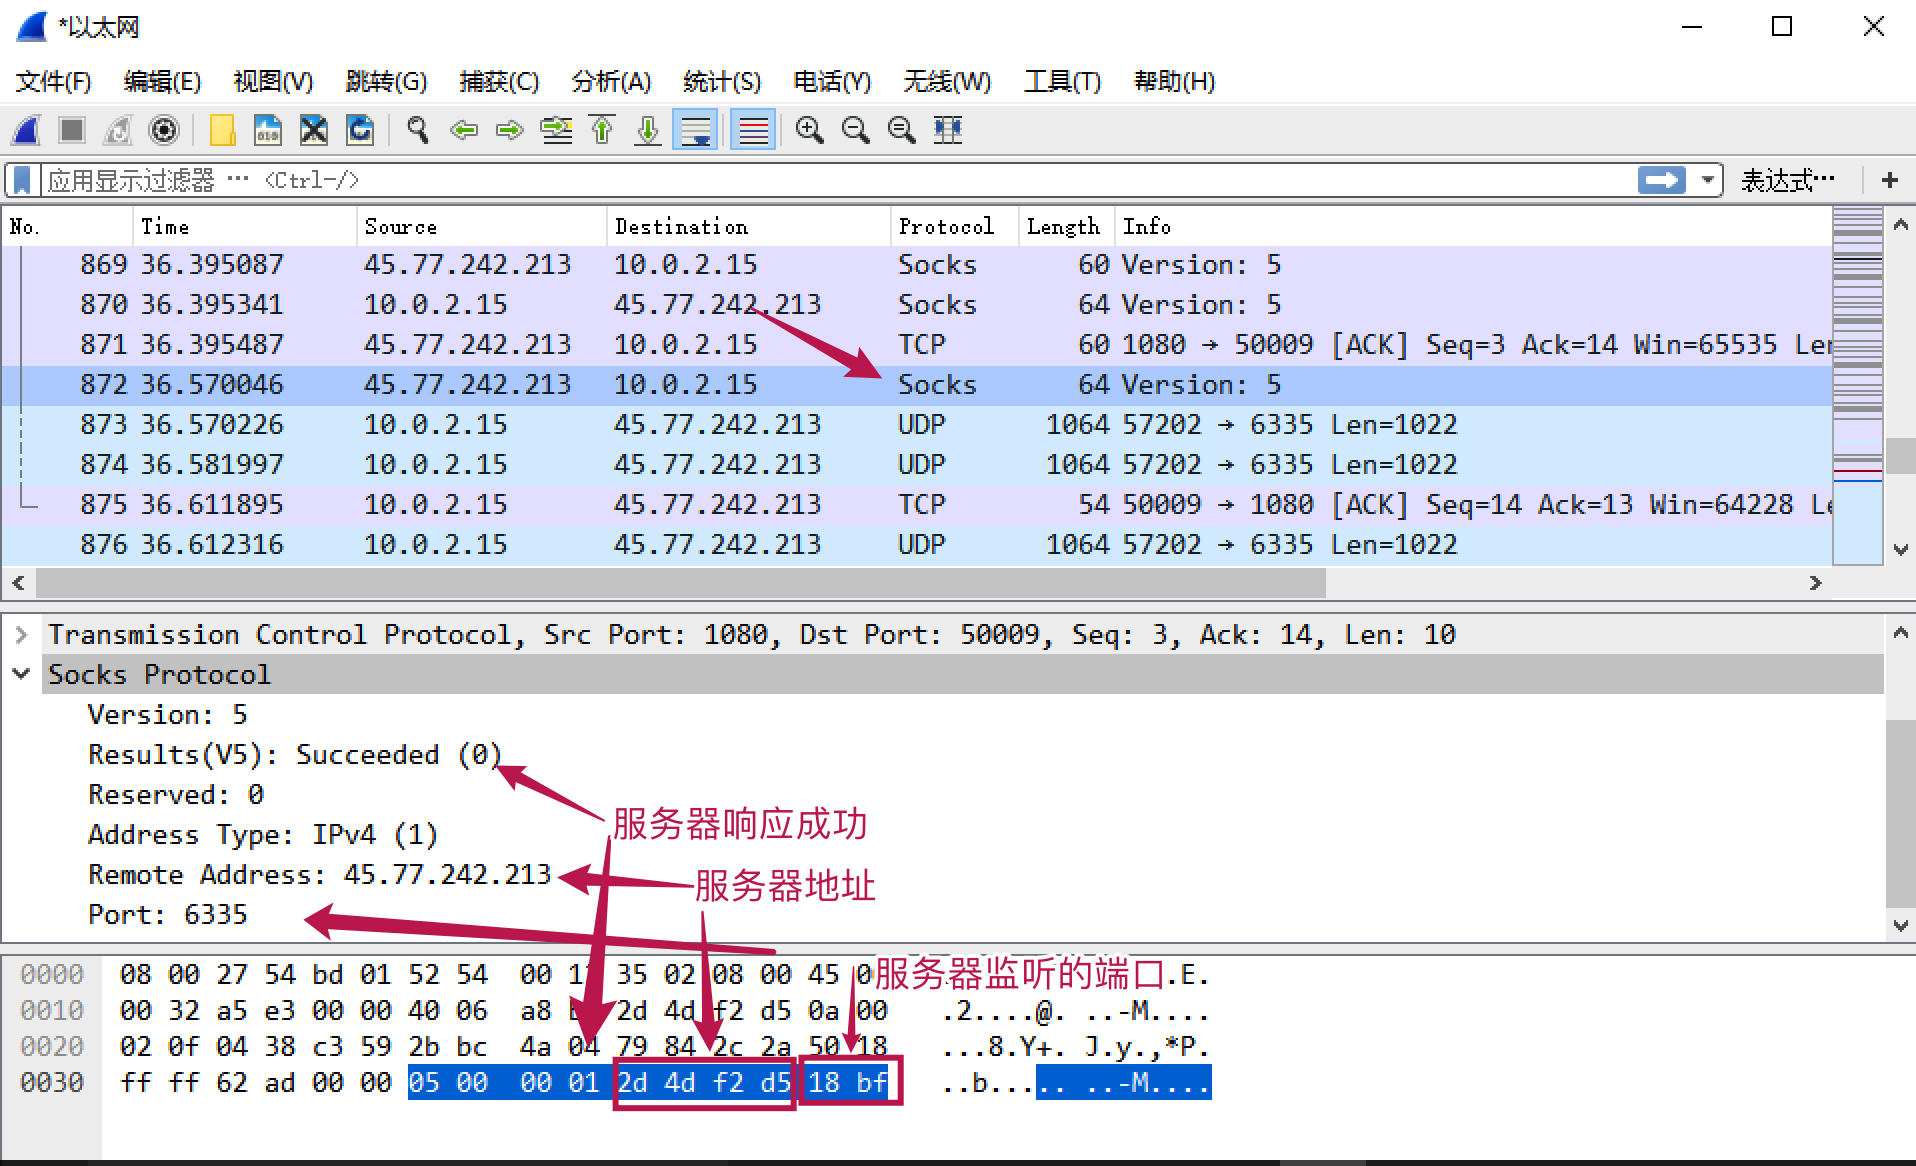 *以太网
文件(F) 编辑(E) 视图(V) 跳转(G) 捕获(C) 分析(A) 统计(S) 电话(Y) 无线(W) 工具(T) 帮助(H)
应用显示过滤器 … <Ctrl-/> 表达式… +
No. Time Source Destination Protocol Length Info
869 36.395087 45.77.242.213 10.0.2.15 Socks 60 Version: 5
870 36.395341 10.0.2.15 45.77.242.213 Socks 64 Version: 5
871 36.395487 45.77.242.213 10.0.2.15 TCP 60 1080 → 50009 [ACK] Seq=3 Ack=14 Win=65535 Len
872 36.570046 45.77.242.213 10.0.2.15 Socks 64 Version: 5
873 36.570226 10.0.2.15 45.77.242.213 UDP 1064 57202 → 6335 Len=1022
874 36.581997 10.0.2.15 45.77.242.213 UDP 1064 57202 → 6335 Len=1022
875 36.611895 10.0.2.15 45.77.242.213 TCP 54 50009 → 1080 [ACK] Seq=14 Ack=13 Win=64228 Le
876 36.612316 10.0.2.15 45.77.242.213 UDP 1064 57202 → 6335 Len=1022
Transmission Control Protocol, Src Port: 1080, Dst Port: 50009, Seq: 3, Ack: 14, Len: 10
Socks Protocol
Version: 5
Results(V5): Succeeded (0)
Reserved: 0
服务器响应成功
Address Type: IPv4 (1)
Remote Address: 45.77.242.213
服务器地址
Port: 6335
服务器监听的端口
0000 08 00 27 54 bd 01 52 54 00 35 02 08 00 45 .E.
0010 00 32 a5 e3 00 00 40 06 a8 2d 4d f2 d5 0a 00 .2....@. ..-M....
0020 02 0f 04 38 c3 59 2b bc 4a 04 79 84 2c 2a 50 18 ...8.Y+. J.y.,*P.
0030 ff ff 62 ad 00 00 05 00 00 01 2d 4d f2 d5 18 bf ..b..... ..-M....